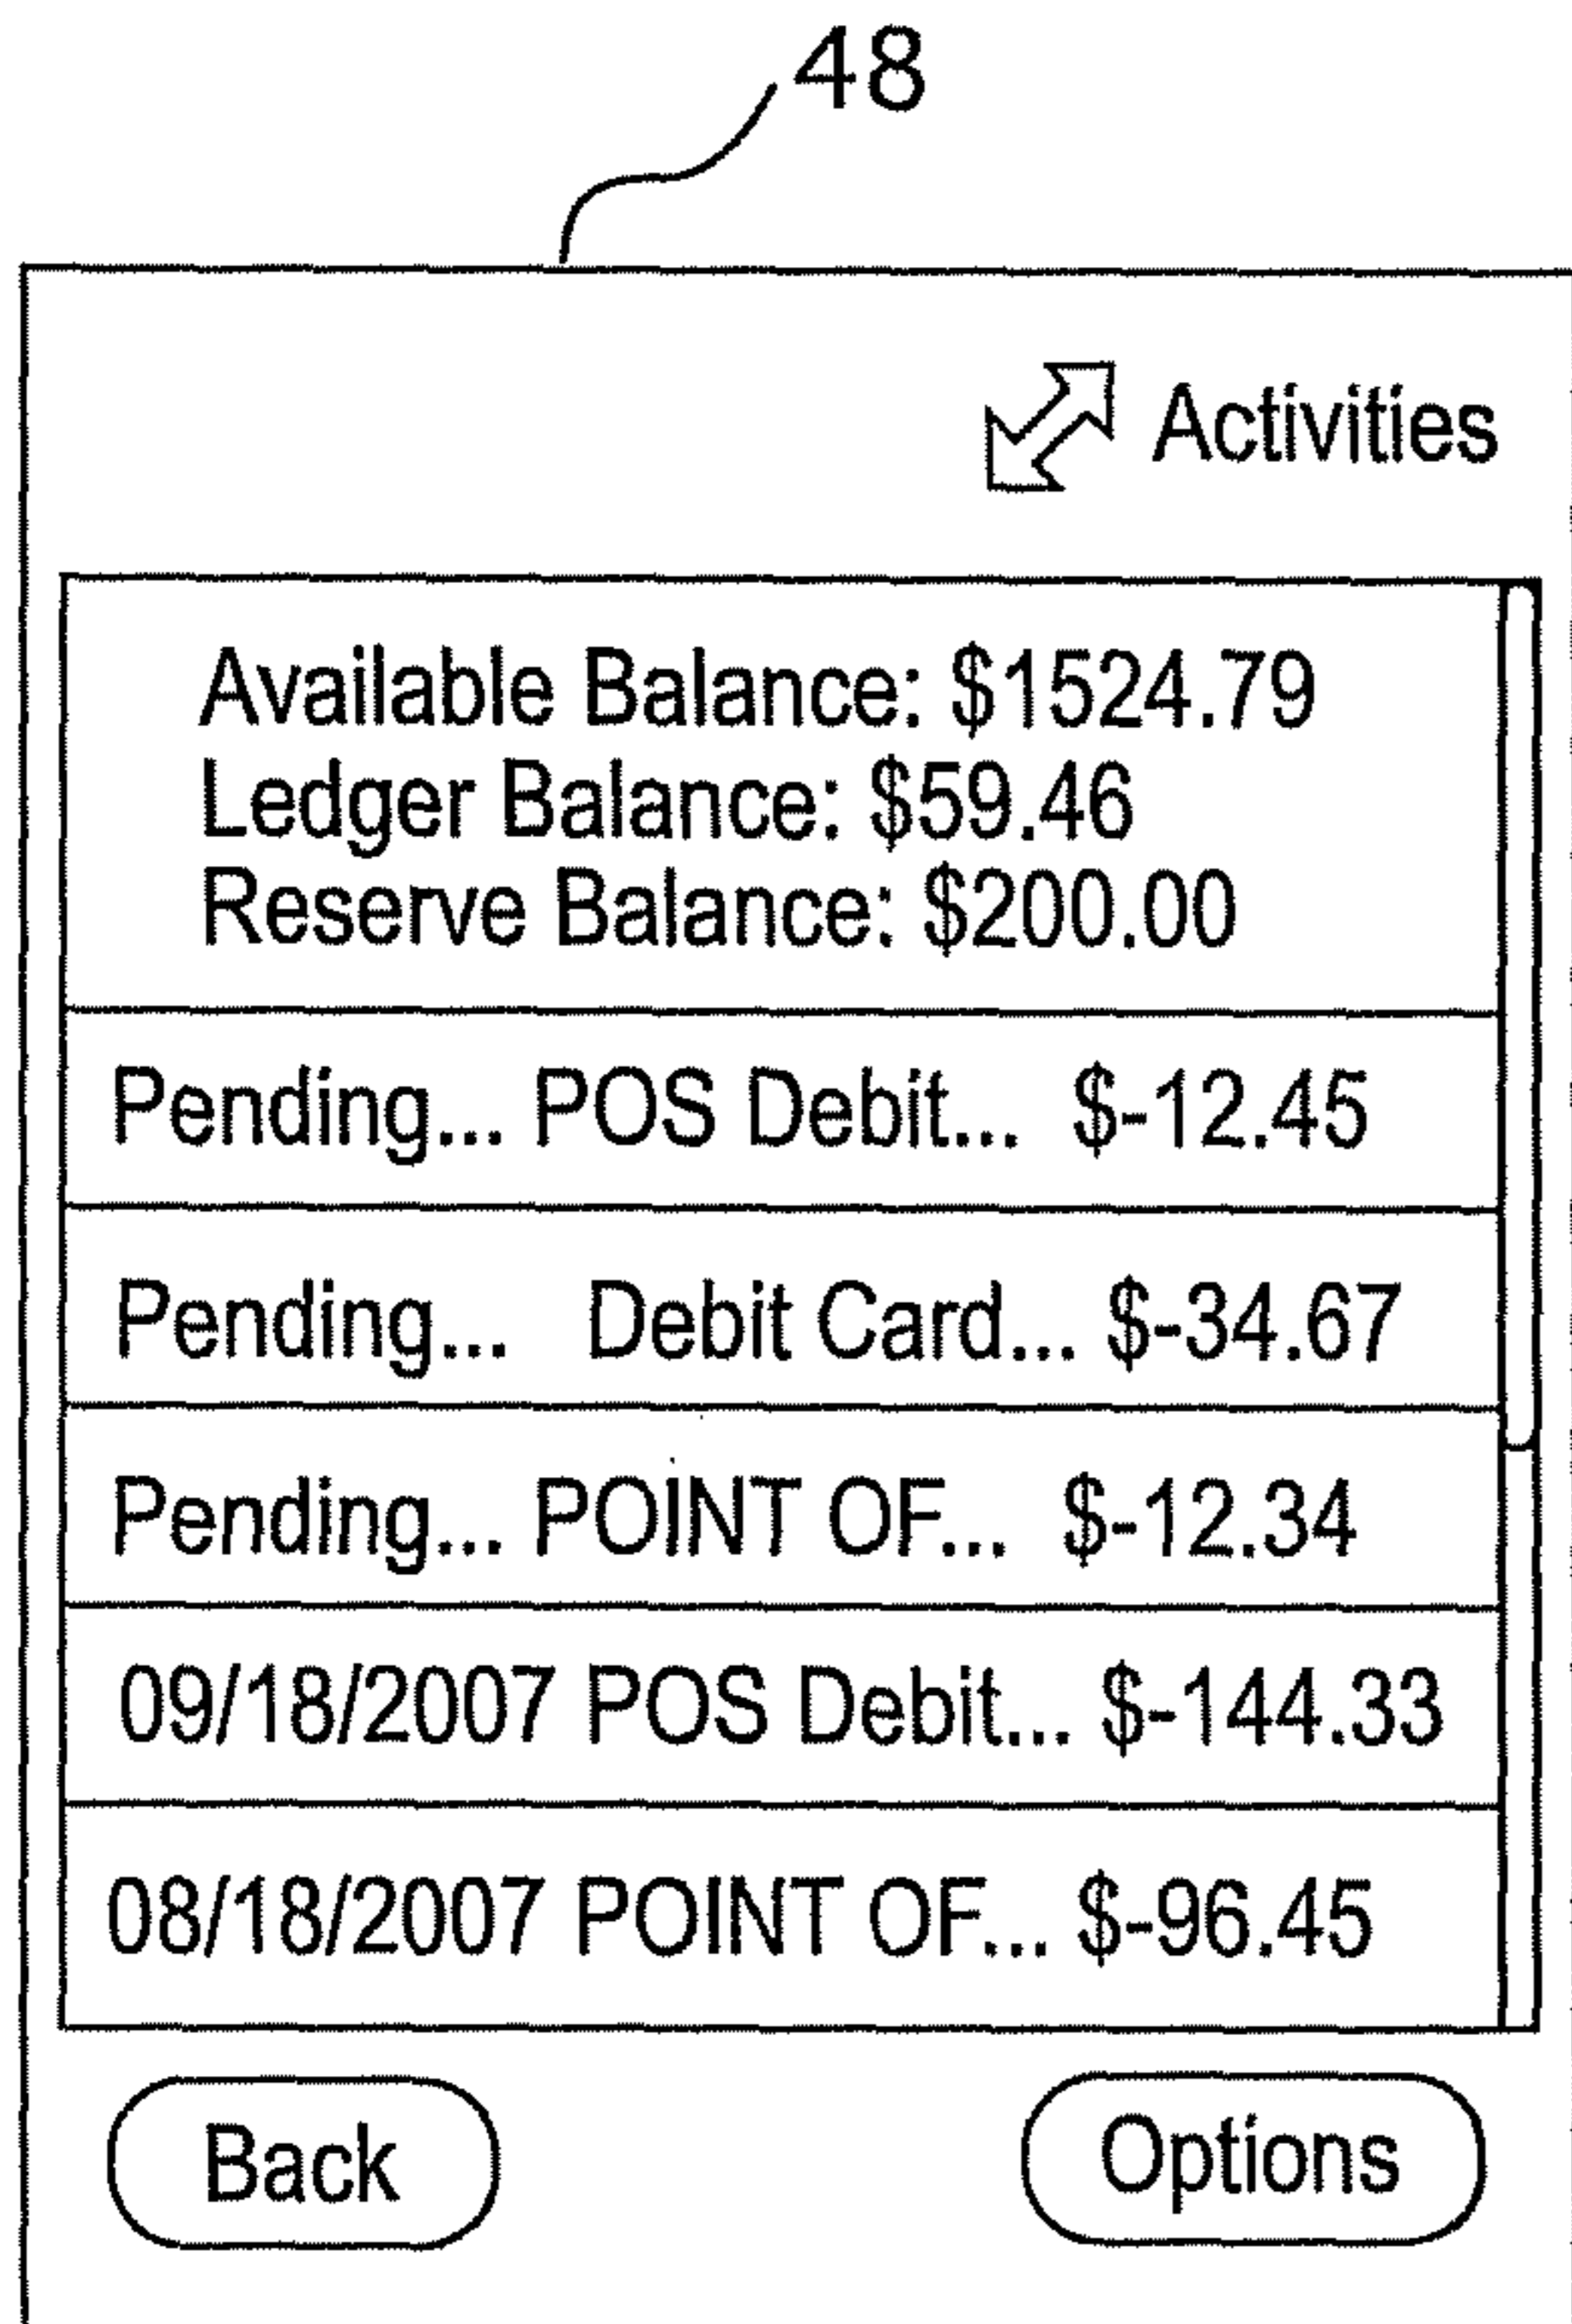 48
Activities
Available Balance: $1524.79
Ledger Balance: $59.46
Reserve Balance: $200.00
Pending... POS Debit... $-12.45
Pending... Debit Card... $-34.67
Pending... POINT OF... $-12.34
09/18/2007 POS Debit... $-144.33
08/18/2007 POINT OF... $-96.45
Back Options